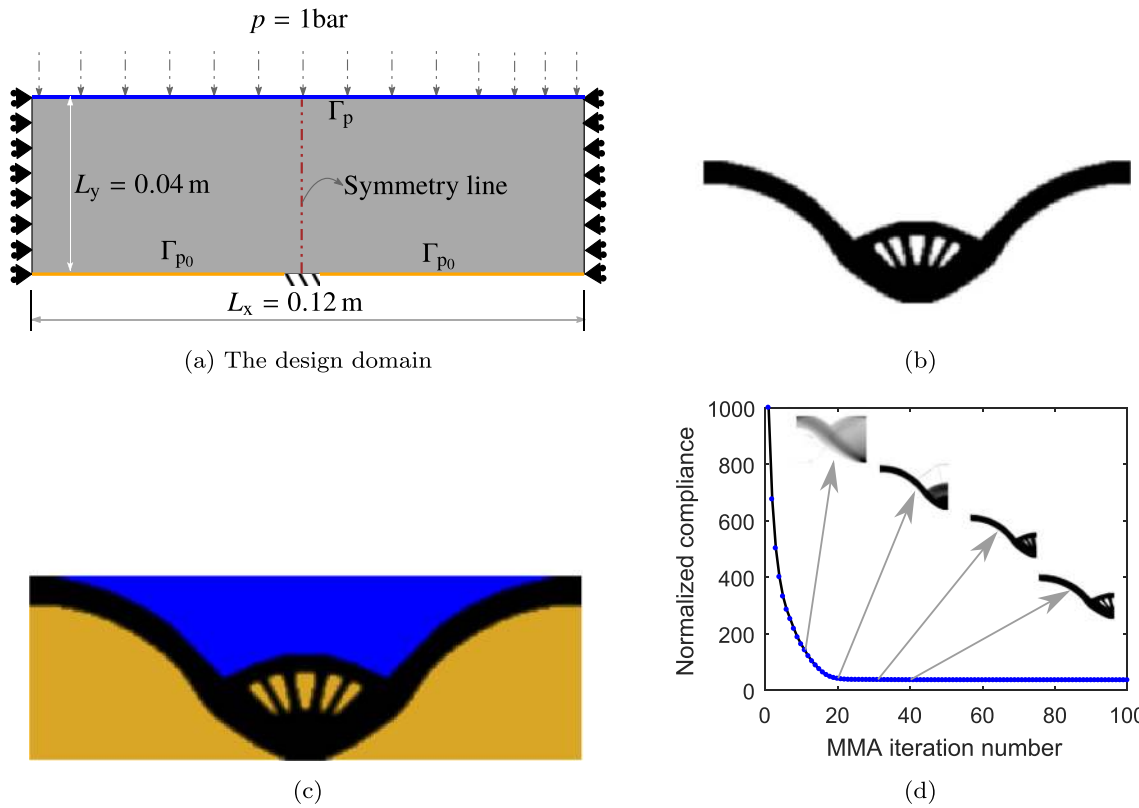 p = 1bar
Γp
Ly = 0.04 m
Symmetry line
Γp0
Γp0
Lx = 0.12 m
(a) The design domain
(b)
(c)
1000
800
600
400
200
0
Normalized compliance
0
20
40
60
80
100
MMA iteration number
(d)